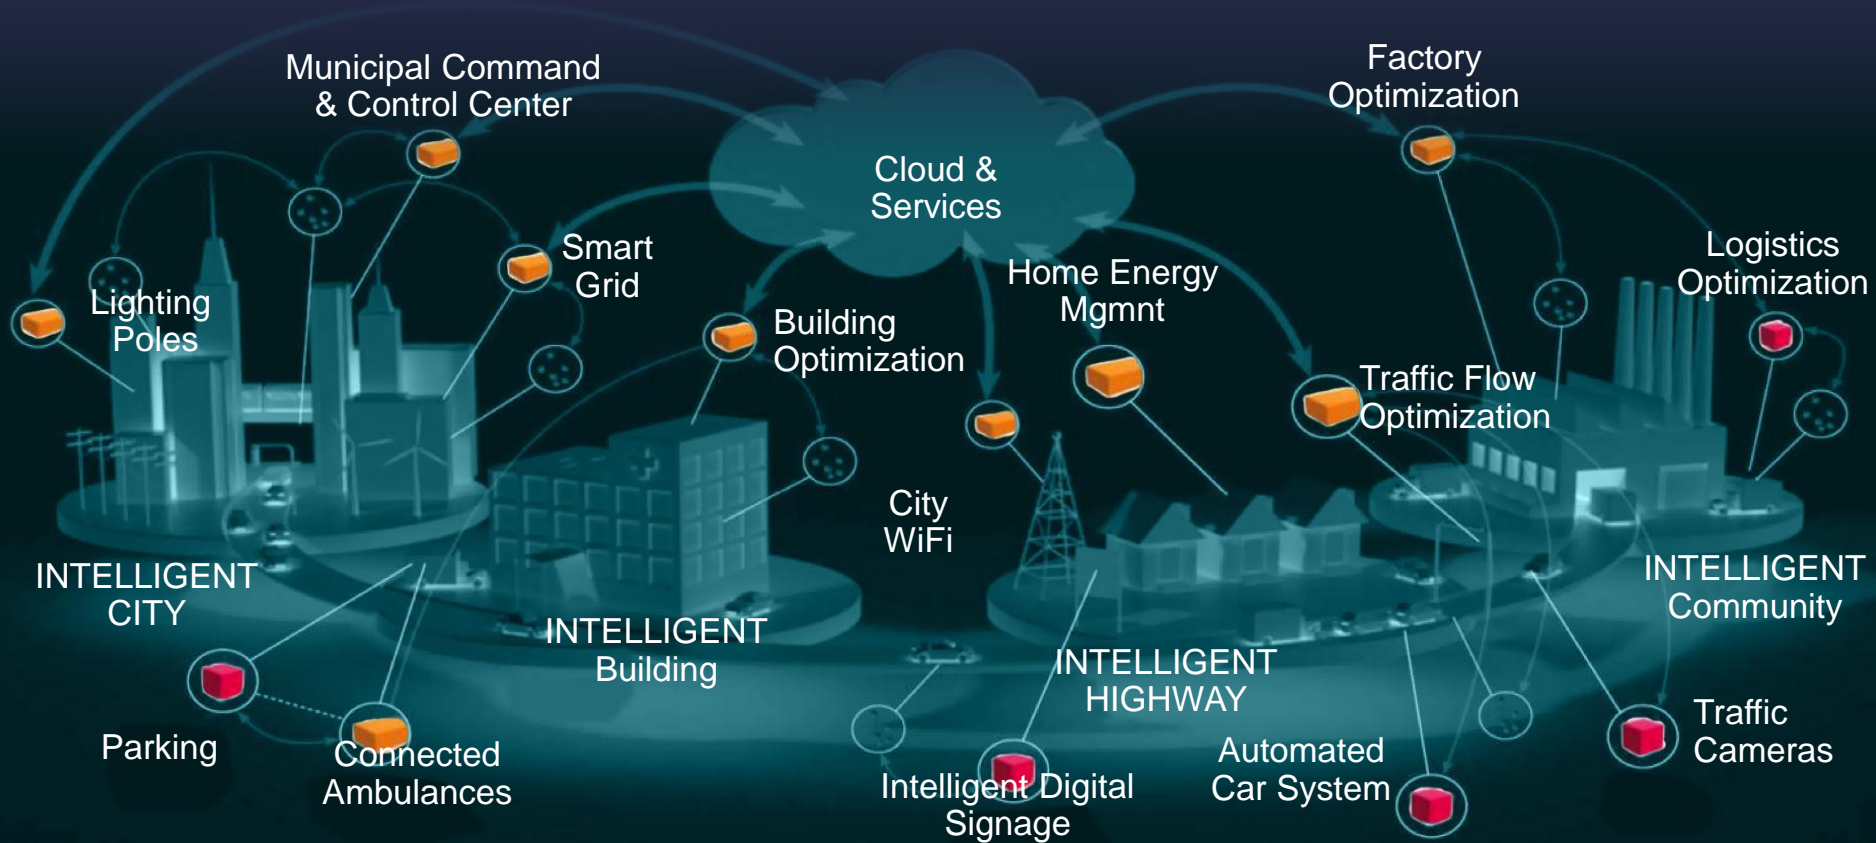 Municipal Command
& Control Center
Factory
Optimization
Cloud &
Services
Smart
Grid
Home Energy
Mgmnt
Logistics
Optimization
Lighting
Poles
Building
Optimization
Traffic Flow
Optimization
City
WiFi
INTELLIGENT
CITY
INTELLIGENT
Building
INTELLIGENT
HIGHWAY
INTELLIGENT
Community
Parking
Connected
Ambulances
Intelligent Digital
Signage
Automated
Car System
Traffic
Cameras